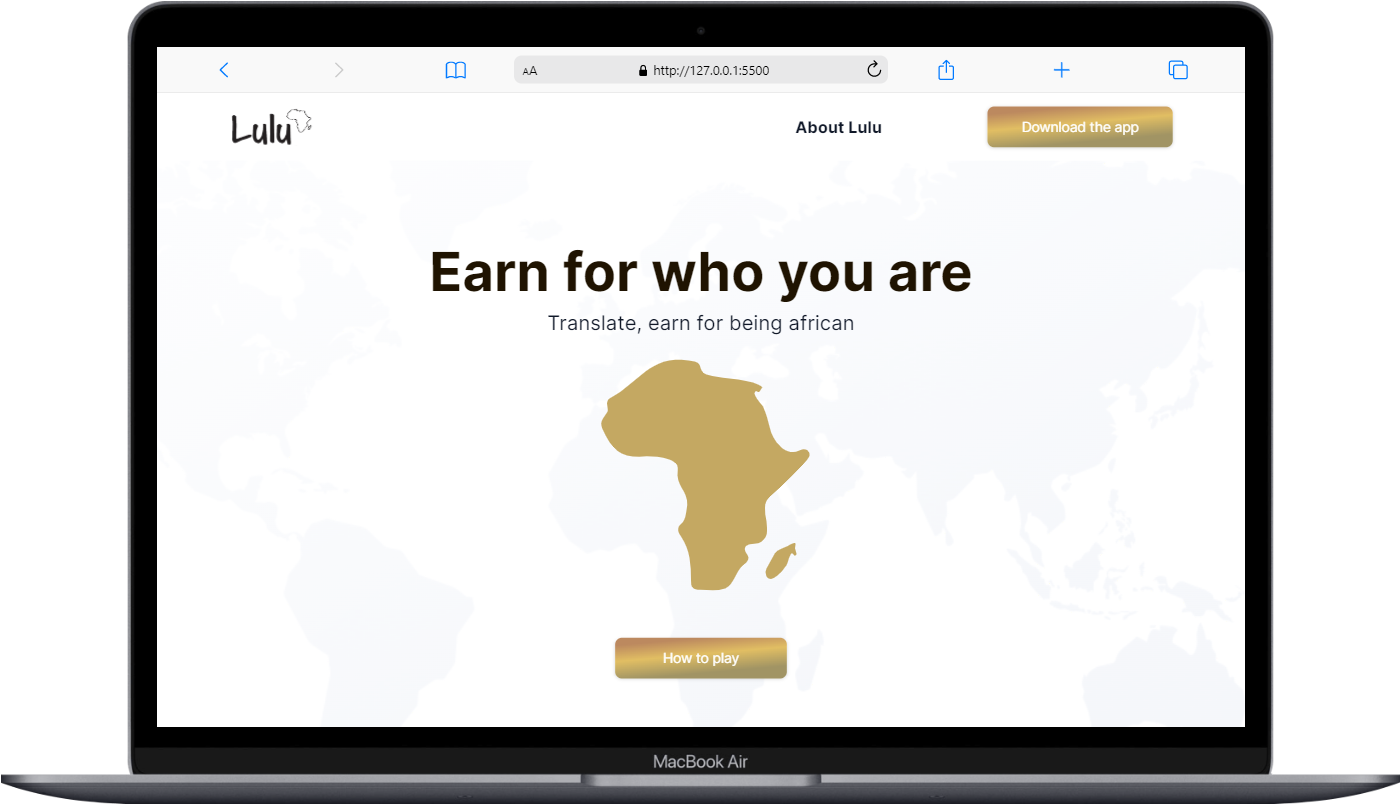 AA
http://127.0.0.1:5500
Lulu
About Lulu
Download the app
Earn for who you are
Translate, earn for being african
How to play
MacBook Air